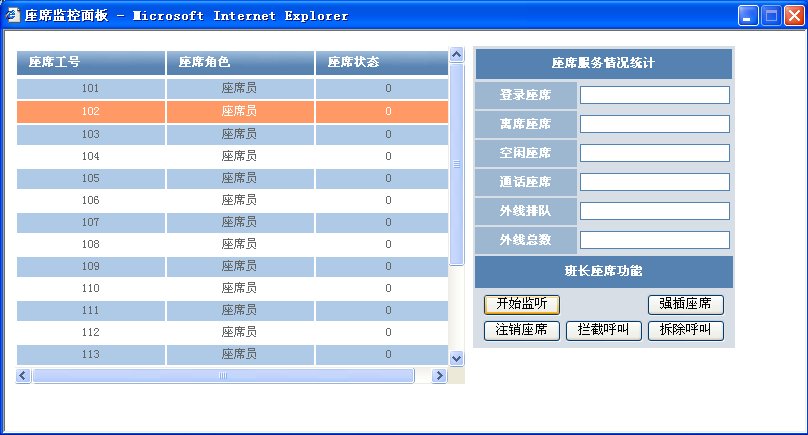 座席监控面板 - Microsoft Internet Explorer
座席工号 座席角色 座席状态
101 座席员 0
102 座席员 0
103 座席员 0
104 座席员 0
105 座席员 0
106 座席员 0
107 座席员 0
108 座席员 0
109 座席员 0
110 座席员 0
111 座席员 0
112 座席员 0
113 座席员 0
座席服务情况统计
登录座席
离席座席
空闲座席
通话座席
外线排队
外线总数
班长座席功能
开始监听 强插座席
注销座席 拦截呼叫 拆除呼叫